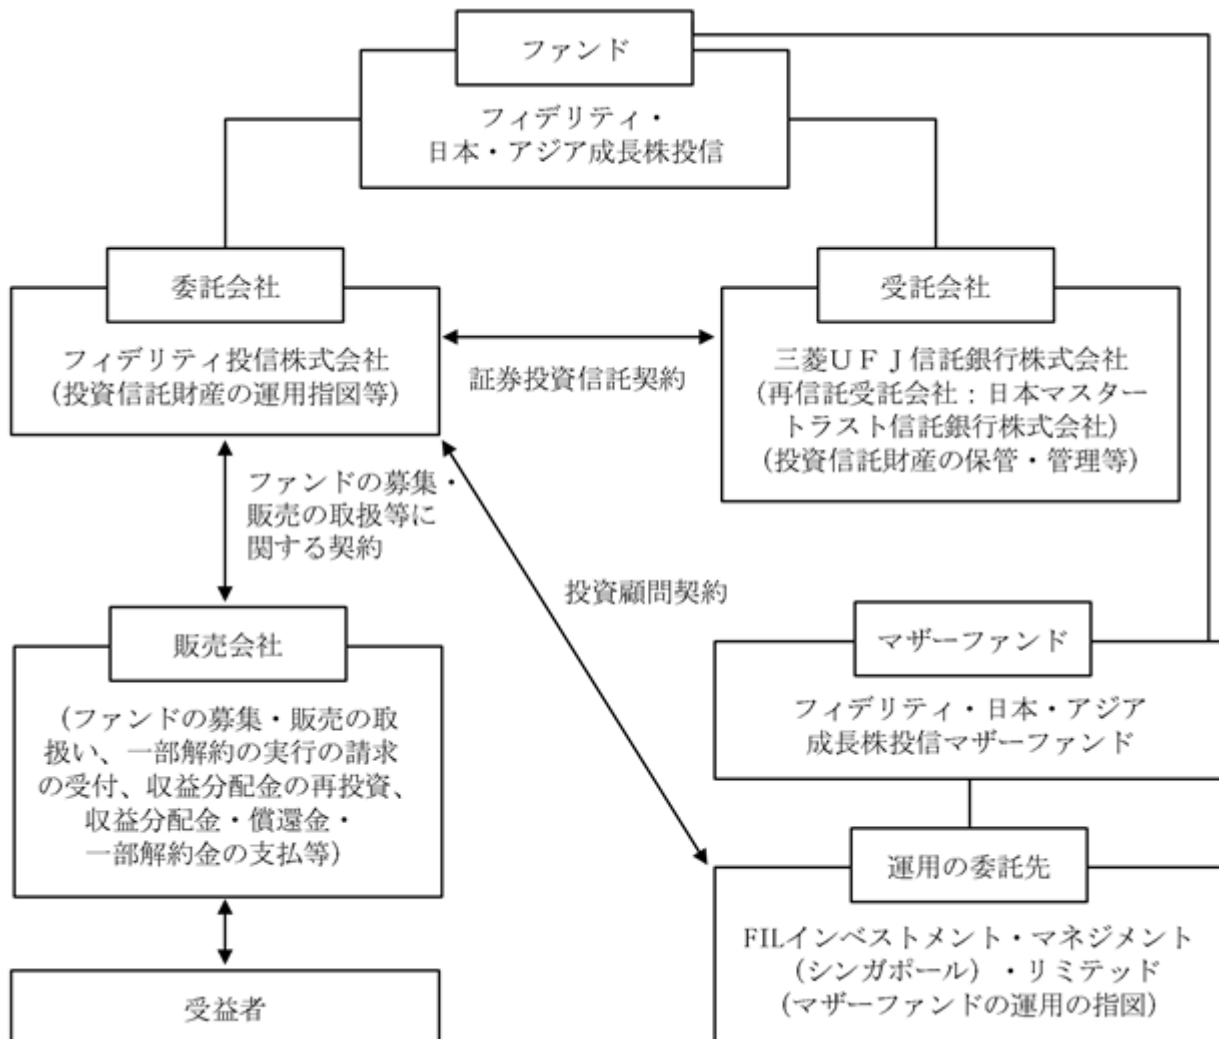 ファンド
フィデリティ・
日本・アジア成長株投信
委託会社
フィデリティ投信株式会社
（投資信託財産の運用指図等）
証券投資信託契約
受託会社
三菱ＵＦＪ信託銀行株式会社
（再信託受託会社：日本マスター
トラスト信託銀行株式会社）
（投資信託財産の保管・管理等）
ファンドの募集・
販売の取扱等に
関する契約
投資顧問契約
販売会社
（ファンドの募集・販売の取
扱い、一部解約の実行の請求
の受付、収益分配金の再投資、
収益分配金・償還金・
一部解約金の支払等）
マザーファンド
フィデリティ・日本・アジア
成長株投信マザーファンド
運用の委託先
FILインベストメント・マネジメント
（シンガポール）・リミテッド
（マザーファンドの運用の指図）
受益者